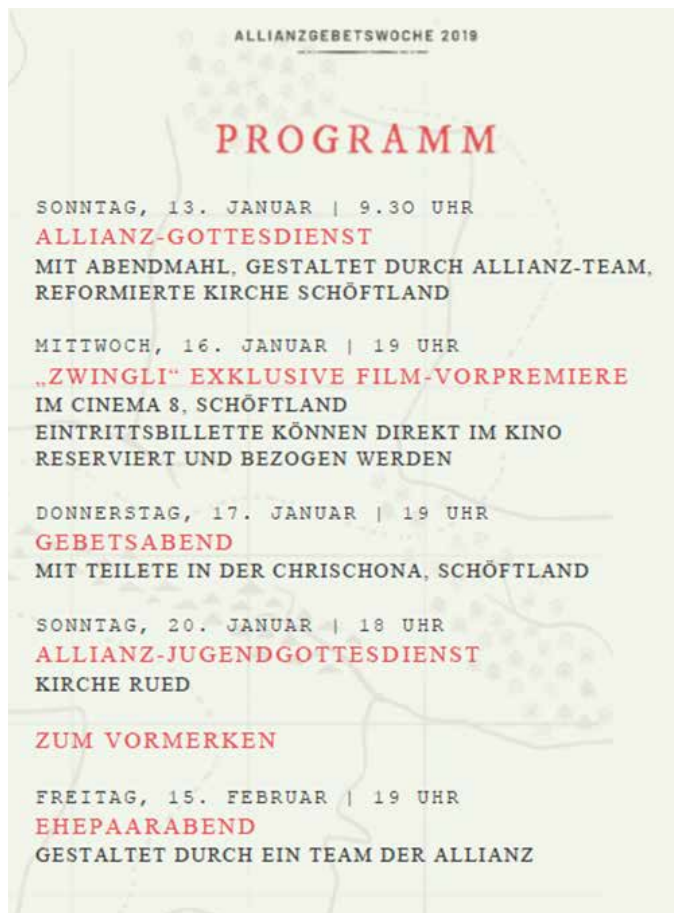 ALLIANZGEBETSWOCHE 2019
PROGRAMM
SONNTAG, 13. JANUAR | 9.30 UHR
ALLIANZ-GOTTESDIENST
MIT ABENDMAHL, GESTALTET DURCH ALLIANZ-TEAM,
REFORMIERTE KIRCHE SCHÖFTLAND
MITTWOCH, 16. JANUAR | 19 UHR
„ZWINGLI“ EXKLUSIVE FILM-VORPREMIERE
IM CINEMA 8, SCHÖFTLAND
EINTRITTSBILLETTE KÖNNEN DIREKT IM KINO
RESERVIERT UND BEZOGEN WERDEN
DONNERSTAG, 17. JANUAR | 19 UHR
GEBETSABEND
MIT TEILETE IN DER CHRISCHONA, SCHÖFTLAND
SONNTAG, 20. JANUAR | 18 UHR
ALLIANZ-JUGENDGOTTESDIENST
KIRCHE RUED
ZUM VORMERKEN
FREITAG, 15. FEBRUAR | 19 UHR
EHEPAARABEND
GESTALTET DURCH EIN TEAM DER ALLIANZ